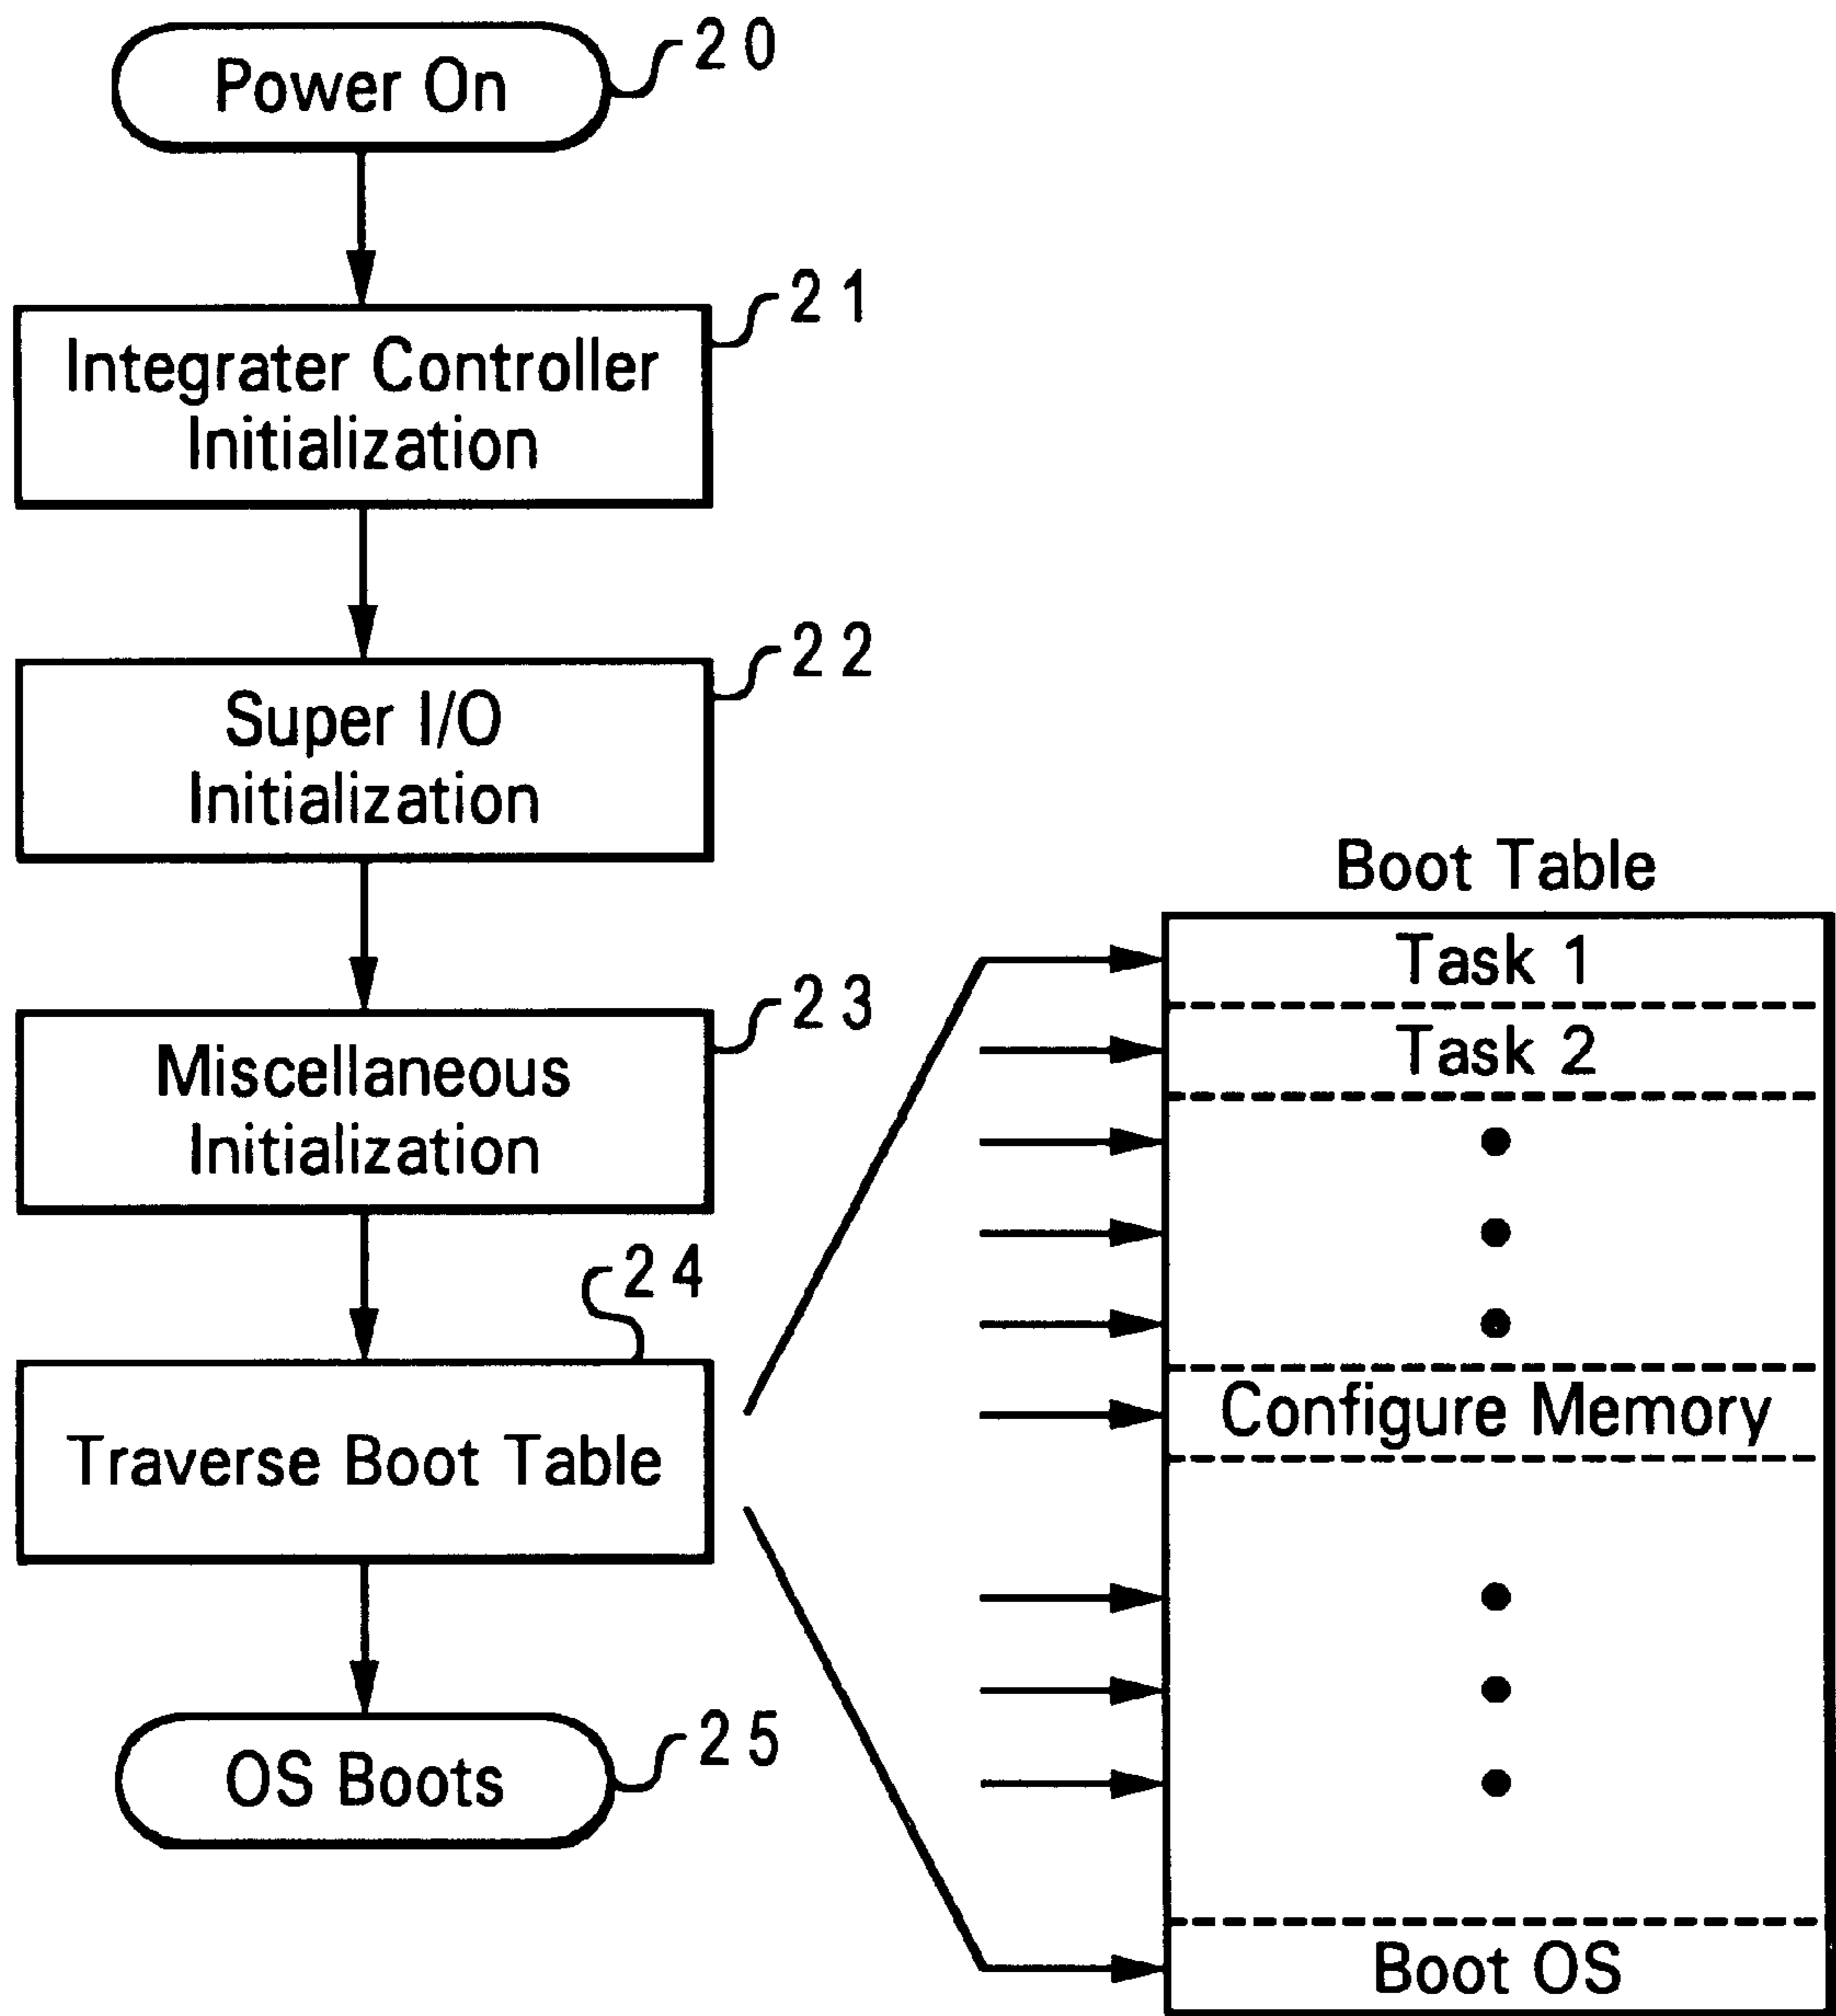 Power On
20
Integrater Controller
Initialization
21
Super I/O
Initialization
22
Miscellaneous
Initialization
23
Traverse Boot Table
24
OS Boots
25
Boot Table
Task 1
Task 2
Configure Memory
Boot OS